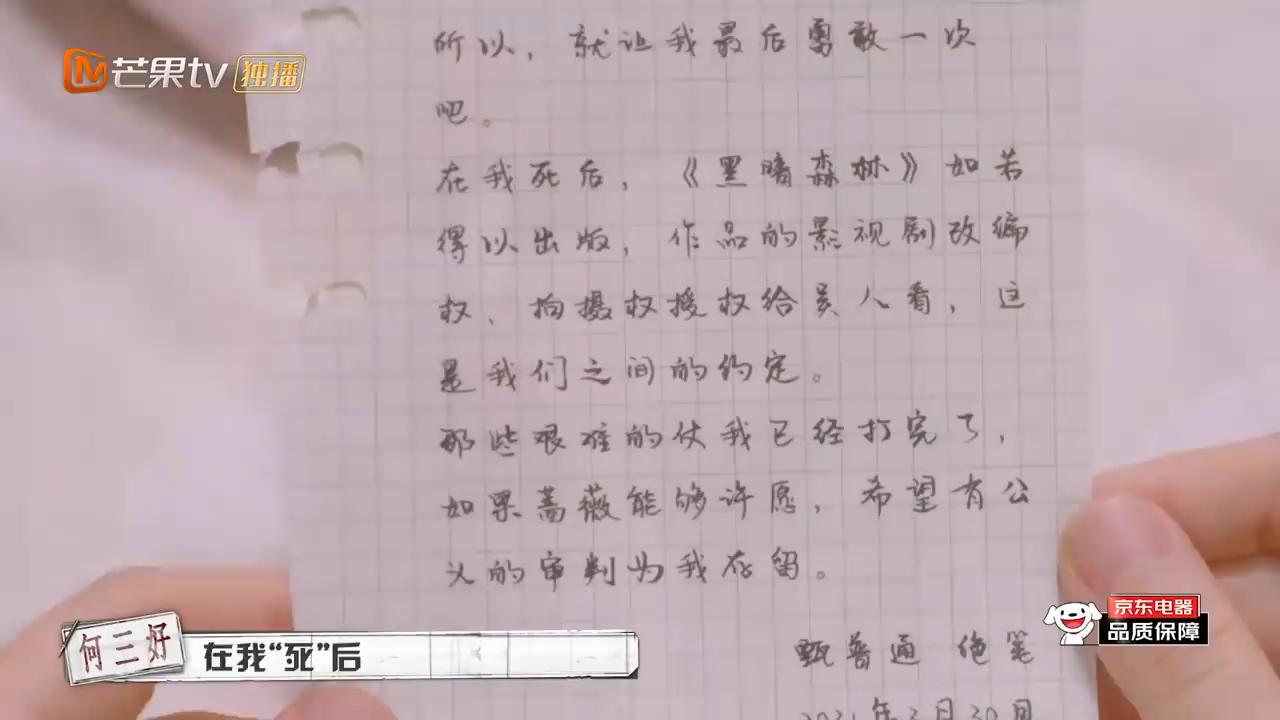 芒果tv 独播
所以，就让我最后勇敢一次
吧。
在我死后，《黑暗森林》如若
得以出版，作品的影视剧改编
权、拍摄权授权给吴人看，这
是我们之间的约定。
那些艰难的仗我已经打完了，
如果蔷薇能够许愿，希望有公
义的审判为我存留。
甄普通 绝笔
何三好
在我“死”后
京东电器
品质保障